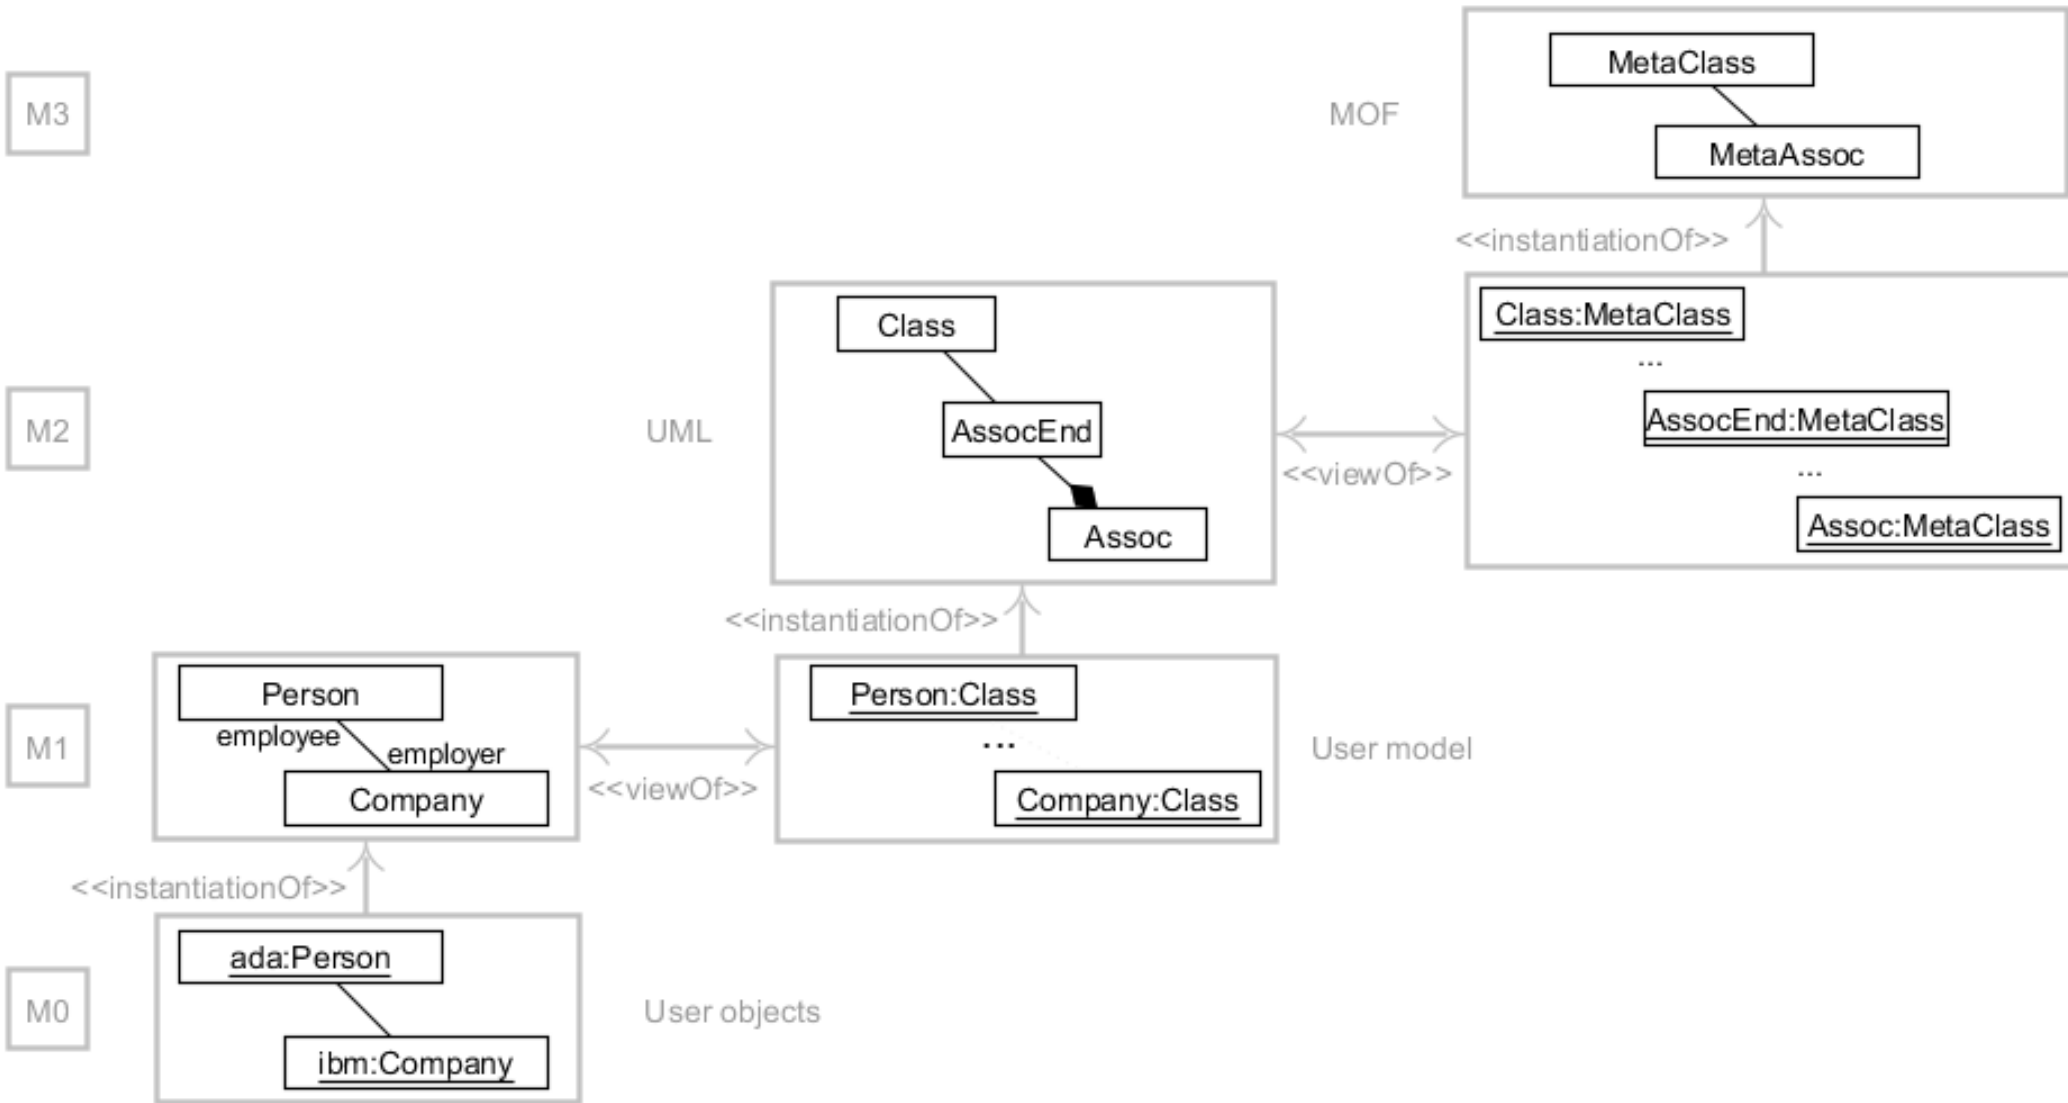 M3
MOF
MetaClass
MetaAssoc
<<instantiationOf>>
M2
UML
Class
AssocEnd
Assoc
<<viewOf>>
Class:MetaClass
...
AssocEnd:MetaClass
...
Assoc:MetaClass
<<instantiationOf>>
M1
Person
employee
employer
Company
<<viewOf>>
Person:Class
...
Company:Class
User model
<<instantiationOf>>
M0
ada:Person
ibm:Company
User objects